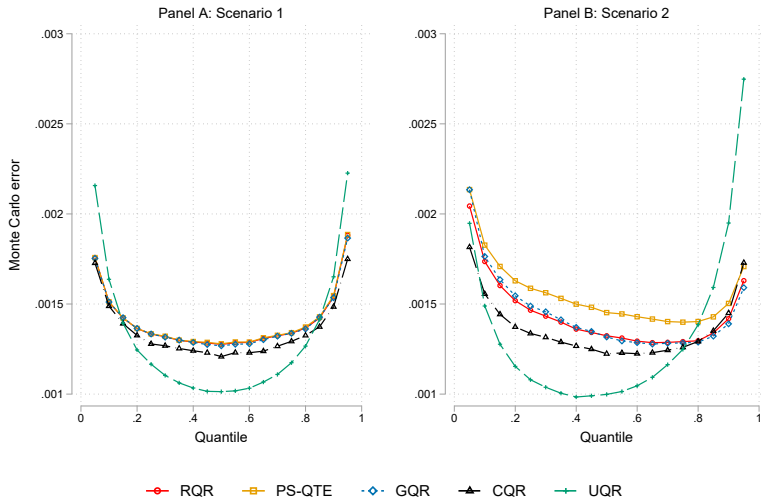 Panel A: Scenario 1
Panel B: Scenario 2
Monte Carlo error
.003
.0025
.002
.0015
.001
0 .2 .4 .6 .8 1
Quantile
.003
.0025
.002
.0015
.001
0 .2 .4 .6 .8 1
Quantile
RQR PS-QTE GQR CQR UQR